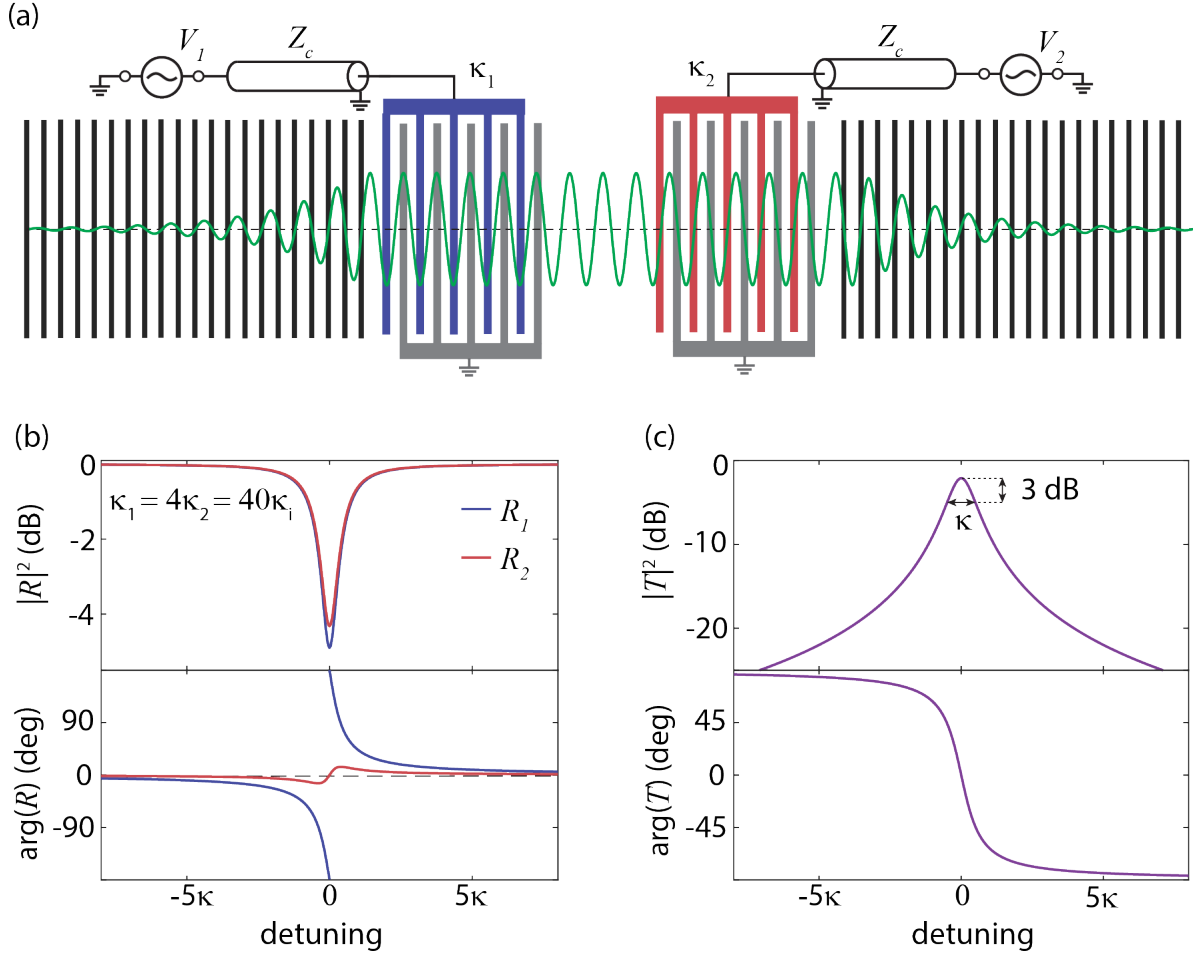 (a)
V1 Zc κ1 κ2 Zc V2
(b)
0
-2
-4
|R|² (dB)
κ1 = 4κ2 = 40κi
R1
R2
90
0
-90
arg(R) (deg)
-5κ 0 5κ
detuning
(c)
0
-10
-20
|T|² (dB)
3 dB
κ
45
0
-45
arg(T) (deg)
-5κ 0 5κ
detuning